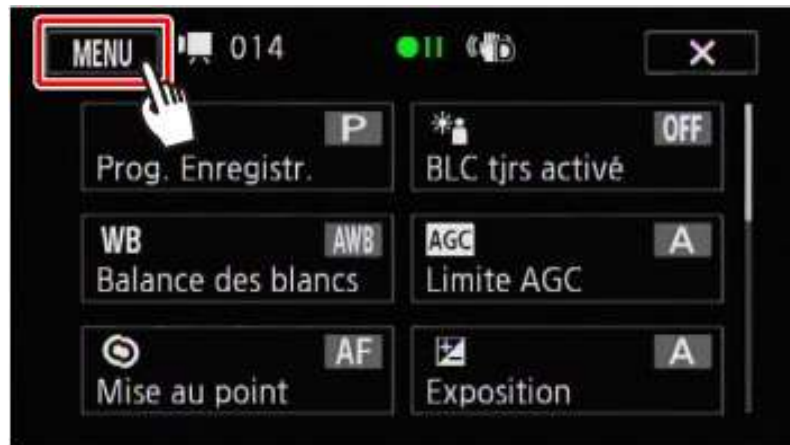 MENU 014
P
Prog. Enregistr.
OFF
BLC tjrs activé
WB AWB
Balance des blancs
AGC A
Limite AGC
AF
Mise au point
A
Exposition